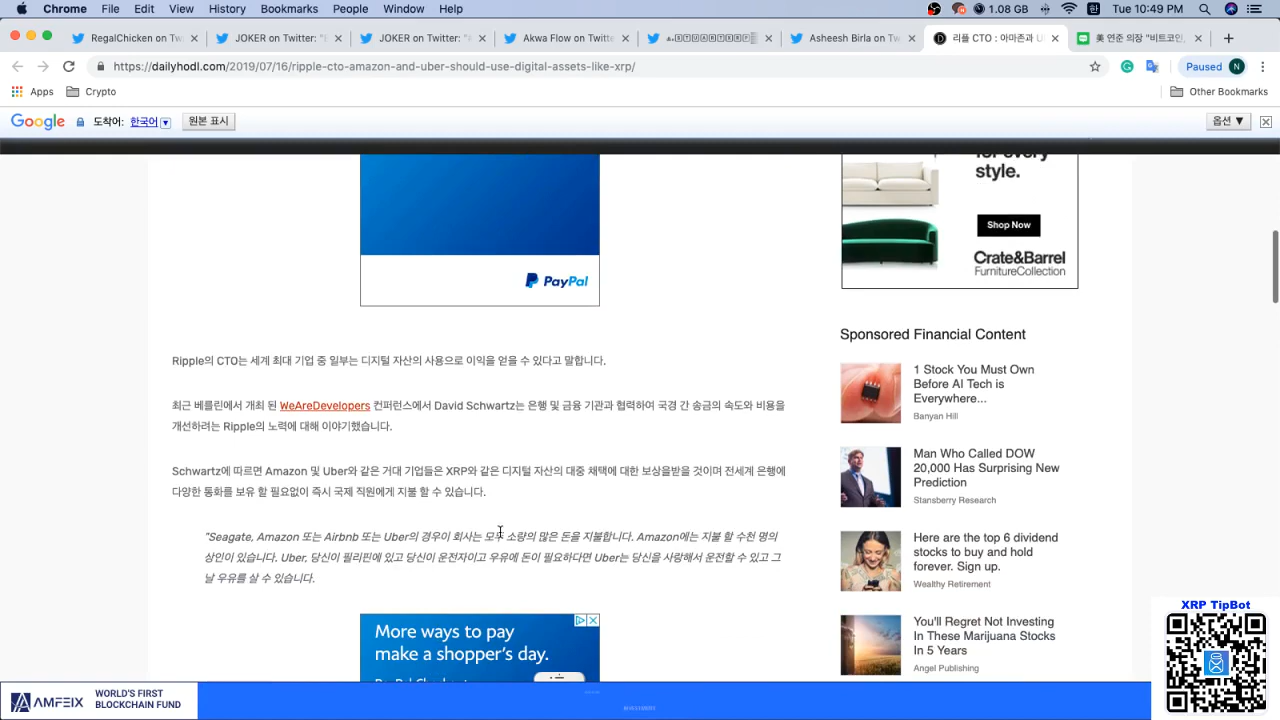 Chrome File Edit View History Bookmarks People Window Help 1.08 GB 한 Tue 10:49 PM
RegalChicken on Tw
JOKER on Twitter: "
JOKER on Twitter: "A
Akwa Flow on Twitte
Asheesh Birla on Tw
리플 CTO : 아마존과 U
美 연준 의장 "비트코인,
https://dailyhodl.com/2019/07/16/ripple-cto-amazon-and-uber-should-use-digital-assets-like-xrp/
Paused N
Apps Crypto Other Bookmarks
Google 도착어: 한국어 원본 표시 옵션 ▼
PayPal
Ripple의 CTO는 세계 최대 기업 중 일부는 디지털 자산의 사용으로 이익을 얻을 수 있다고 말합니다.
최근 베를린에서 개최 된 WeAreDevelopers 컨퍼런스에서 David Schwartz는 은행 및 금융 기관과 협력하여 국경 간 송금의 속도와 비용을
개선하려는 Ripple의 노력에 대해 이야기했습니다.
Schwartz에 따르면 Amazon 및 Uber와 같은 거대 기업들은 XRP와 같은 디지털 자산의 대중 채택에 대한 보상을받을 것이며 전세계 은행에
다양한 통화를 보유 할 필요없이 즉시 국제 직원에게 지불 할 수 있습니다.
"Seagate, Amazon 또는 Airbnb 또는 Uber의 경우이 회사는 모두 소량의 많은 돈을 지불합니다. Amazon에는 지불 할 수천 명의
상인이 있습니다. Uber, 당신이 필리핀에 있고 당신이 운전자이고 우유에 돈이 필요하다면 Uber는 당신을 사랑해서 운전할 수 있고 그
날 우유를 살 수 있습니다.
More ways to pay
make a shopper's day.
for every
style.
Shop Now
Crate&Barrel
FurnitureCollection
Sponsored Financial Content
1 Stock You Must Own
Before AI Tech is
Everywhere...
Banyan Hill
Man Who Called DOW
20,000 Has Surprising New
Prediction
Stansberry Research
Here are the top 6 dividend
stocks to buy and hold
forever. Sign up.
Wealthy Retirement
You'll Regret Not Investing
In These Marijuana Stocks
In 5 Years
Angel Publishing
XRP TipBot
AMFEIX
WORLD'S FIRST
BLOCKCHAIN FUND